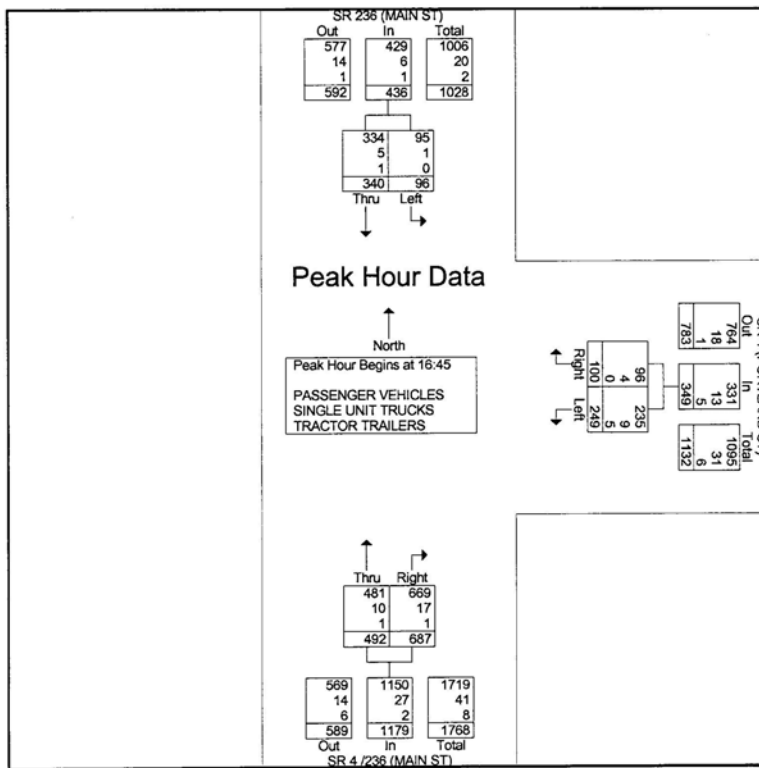 SR 236 (MAIN ST)
Out In Total
577 429 1006
14 6 20
1 1 2
592 436 1028
334 95
5 1
1 0
340 96
Thru Left
Peak Hour Data
North
Peak Hour Begins at 16:45
PASSENGER VEHICLES
SINGLE UNIT TRUCKS
TRACTOR TRAILERS
Out In Total
764 331 1095
18 13 31
1 5 6
783 349 1132
96 235
4 9
0 5
100 249
Right Left
Thru Right
481 669
10 17
1 1
492 687
569 1150 1719
14 27 41
6 2 8
589 1179 1768
Out In Total
SR 4 /236 (MAIN ST)